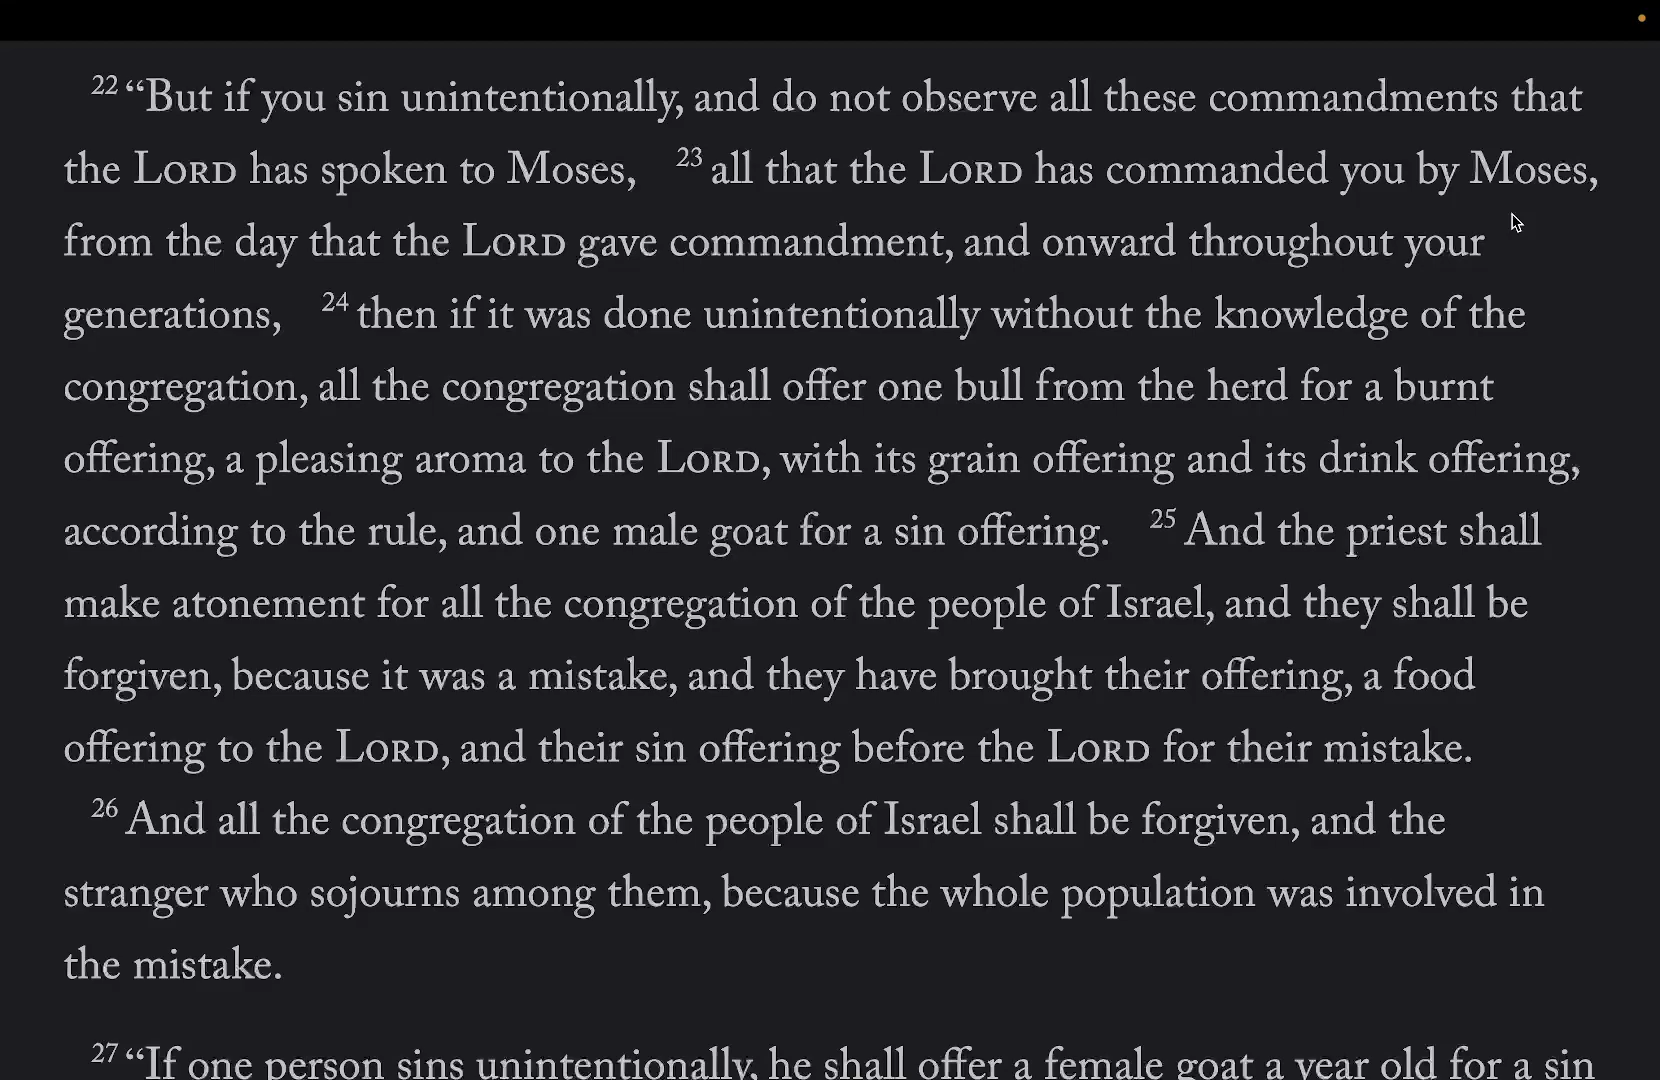 22 “But if you sin unintentionally, and do not observe all these commandments that
the LORD has spoken to Moses, 23 all that the LORD has commanded you by Moses,
from the day that the LORD gave commandment, and onward throughout your
generations, 24 then if it was done unintentionally without the knowledge of the
congregation, all the congregation shall offer one bull from the herd for a burnt
offering, a pleasing aroma to the LORD, with its grain offering and its drink offering,
according to the rule, and one male goat for a sin offering. 25 And the priest shall
make atonement for all the congregation of the people of Israel, and they shall be
forgiven, because it was a mistake, and they have brought their offering, a food
offering to the LORD, and their sin offering before the LORD for their mistake.
26 And all the congregation of the people of Israel shall be forgiven, and the
stranger who sojourns among them, because the whole population was involved in
the mistake.
27 “If one person sins unintentionally, he shall offer a female goat a year old for a sin